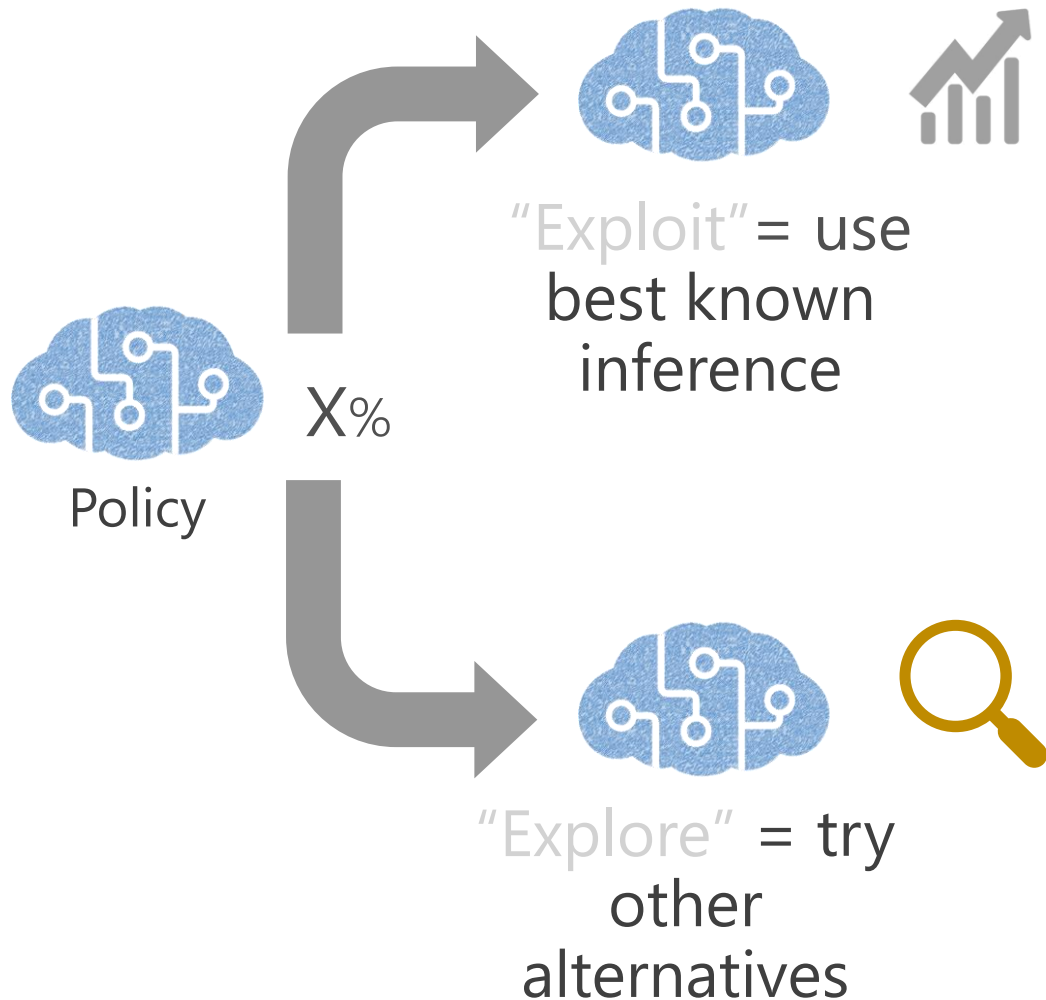 “Exploit” = use
best known
inference
X%
Policy
“Explore” = try
other
alternatives